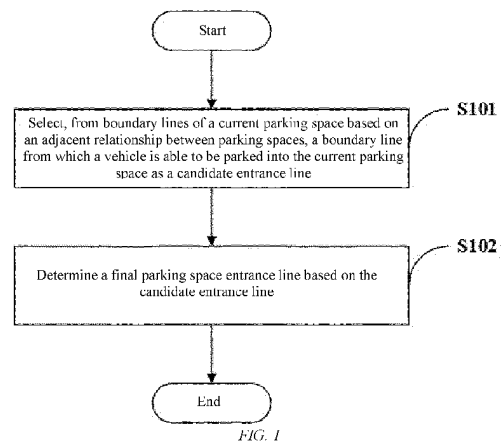 Start
Select, from boundary lines of a current parking space based on
an adjacent relationship between parking spaces, a boundary line
from which a vehicle is able to be parked into the current parking
space as a candidate entrance line
S101
Determine a final parking space entrance line based on the
candidate entrance line
S102
End
FIG. 1